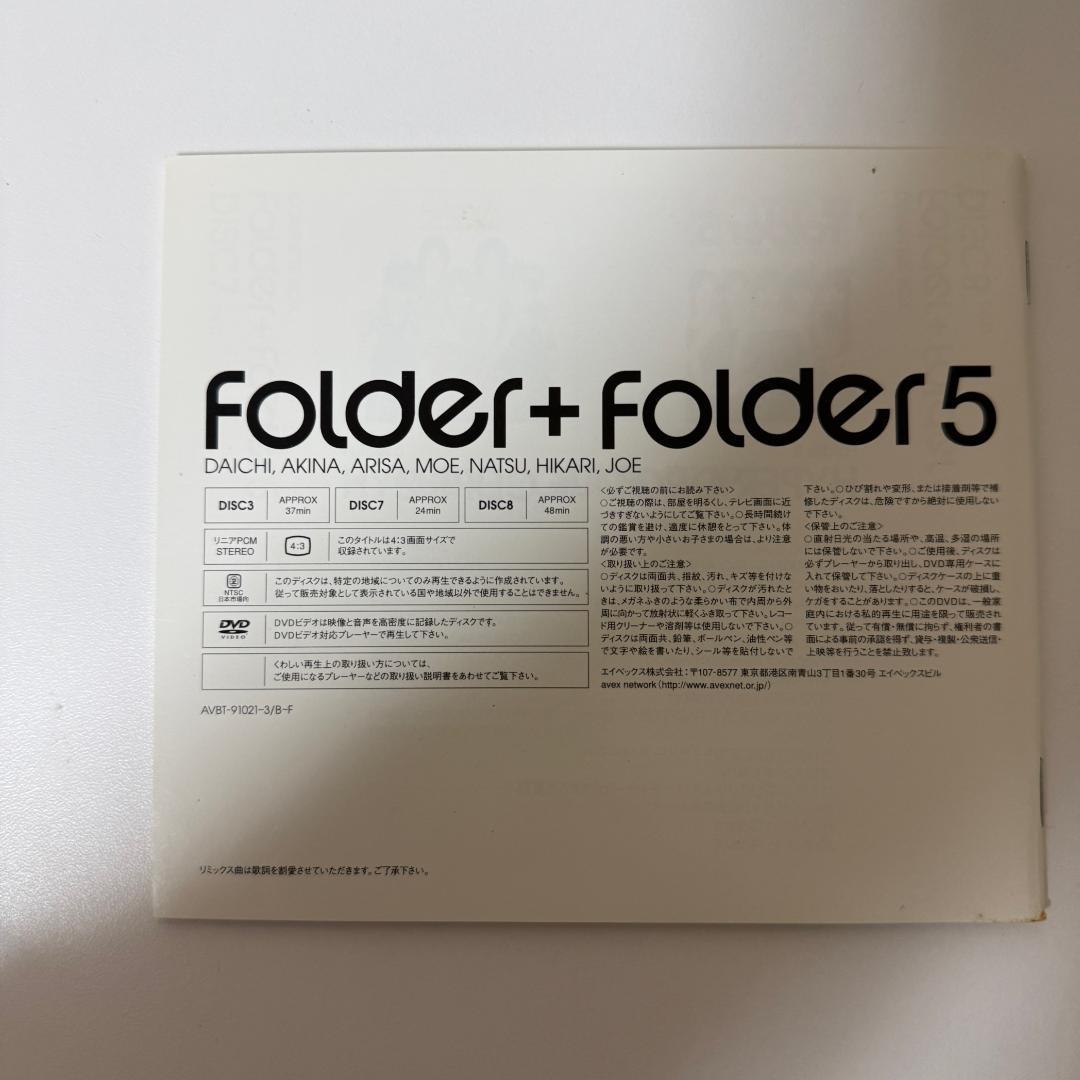 Folder + Folder 5
DAICHI, AKINA, ARISA, MOE, NATSU, HIKARI, JOE
DISC3 APPROX 37min
DISC7 APPROX 24min
DISC8 APPROX 48min
リニアPCM
STEREO
4:3
このタイトルは4:3画面サイズで
収録されています。
2
NTSC
日本市場向
このディスクは、特定の地域についてのみ再生できるように作成されています。
従って販売対象として表示されている国や地域以外で使用することはできません。
DVD
VIDEO
DVDビデオは映像と音声を高密度に記録したディスクです。
DVDビデオ対応プレーヤーで再生して下さい。
くわしい再生上の取り扱い方については、
ご使用になるプレーヤーなどの取り扱い説明書をあわせてご覧下さい。
AVBT-91021-3/B-F
<必ずご視聴の前にお読み下さい>
○ご視聴の際は、部屋を明るくし、テレビ画面に近
づきすぎないようにしてご覧下さい。○長時間続け
ての鑑賞を避け、適度に休憩をとって下さい。体
調の悪い方や小さいお子さまの場合は、より注意
が必要です。
<取り扱い上のご注意>
○ディスクは両面共、指紋、汚れ、キズ等を付けな
いように取り扱って下さい。○ディスクが汚れたと
きは、メガネふきのような柔らかい布で内周から外
周に向かって放射状に軽くふき取って下さい。レコー
ド用クリーナーや溶剤等は使用しないで下さい。○
ディスクは両面共、鉛筆、ボールペン、油性ペン等
で文字や絵を書いたり、シール等を貼付しないで
下さい。○ひび割れや変形、または接着剤等で補
修したディスクは、危険ですから絶対に使用しない
で下さい。
<保管上のご注意>
○直射日光の当たる場所や、高温、多湿の場所
には保管しないで下さい。○ご使用後、ディスクは
必ずプレーヤーから取り出し、DVD専用ケースに
入れて保管して下さい。○ディスクケースの上に重
い物をおいたり、落としたりすると、ケースが破損し、
ケガをすることがあります。○このDVDは、一般家
庭内における私的再生に用途を限って販売され
ています。従って有償・無償に拘らず、権利者の書
面による事前の承認を得ず、貸与・複製・公衆送信・
上映等を行うことを禁止致します。
エイベックス株式会社:〒107-8577 東京都港区南青山3丁目1番30号 エイベックスビル
avex network(http://www.avexnet.or.jp/)
リミックス曲は歌詞を割愛させていただきます。ご了承下さい。